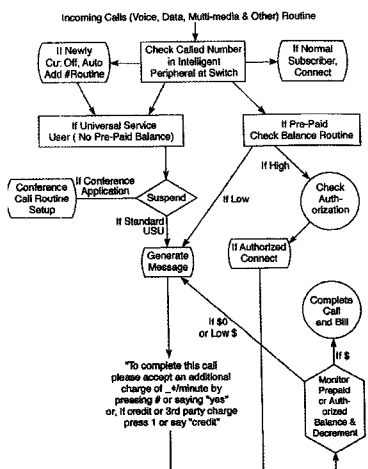 Incoming Calls (Voice, Data, Multi-media & Other) Routine
If Newly
Cut Off, Auto
Add #Routine
Check Called Number
in Intelligent
Peripheral at Switch
If Normal
Subscriber,
Connect
If Universal Service
User ( No Pre-Paid Balance)
If Pre-Paid
Check Balance Routine
If High
If Conference
Application
Conference
Call Routine
Setup
Suspend
If Low
Check
Auth-
orization
If Standard
USU
Generate
Message
If Authorized
Connect
Complete
Call
and Bill
If $0
or Low $
If $
"To complete this call
please accept an additional
charge of _¢/minute by
pressing # or saying "yes"
or, if credit or 3rd party charge
press 1 or say "credit"
Monitor
Prepaid
or Auth-
orized
Balance &
Decrement